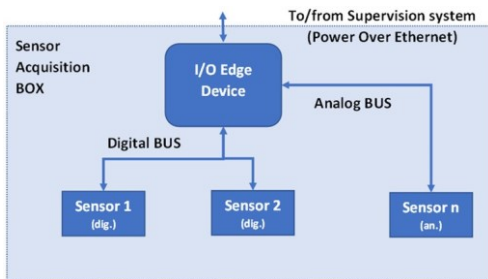 To/from Supervision system
(Power Over Ethernet)
Sensor
Acquisition
BOX
I/O Edge
Device
Analog BUS
Digital BUS
Sensor 1
(dig.)
Sensor 2
(dig.)
Sensor n
(an.)